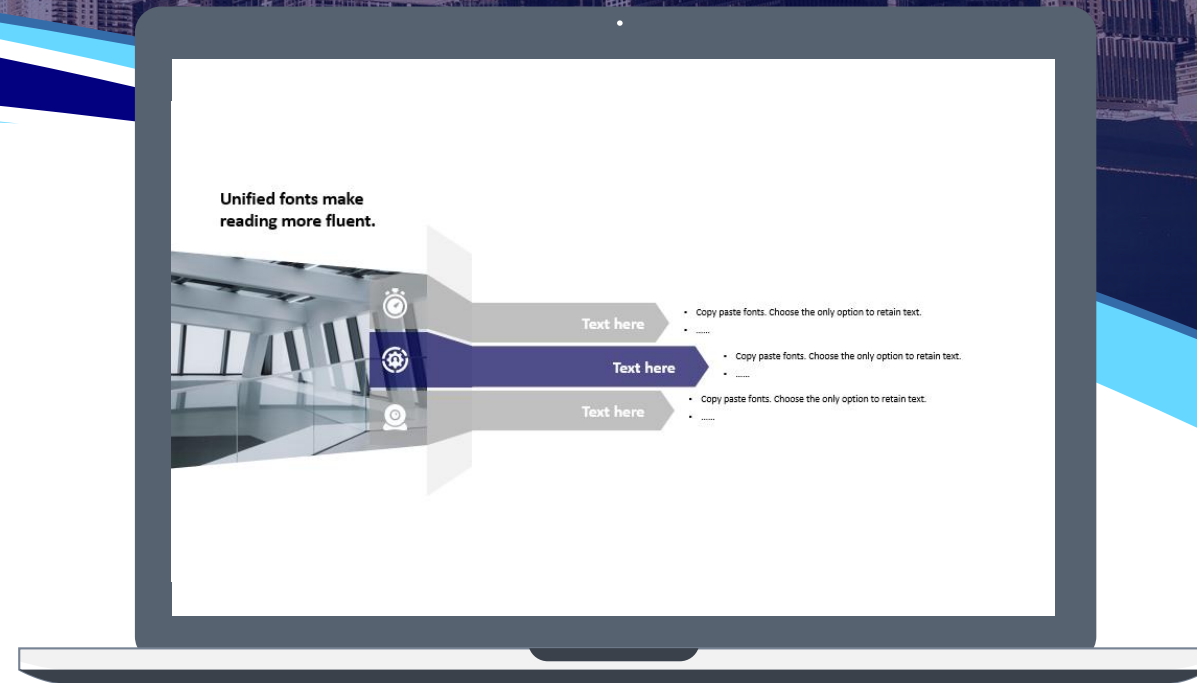 Unified fonts make
reading more fluent.
Text here
• Copy paste fonts. Choose the only option to retain text.
• ......
Text here
• Copy paste fonts. Choose the only option to retain text.
• ......
Text here
• Copy paste fonts. Choose the only option to retain text.
• ......